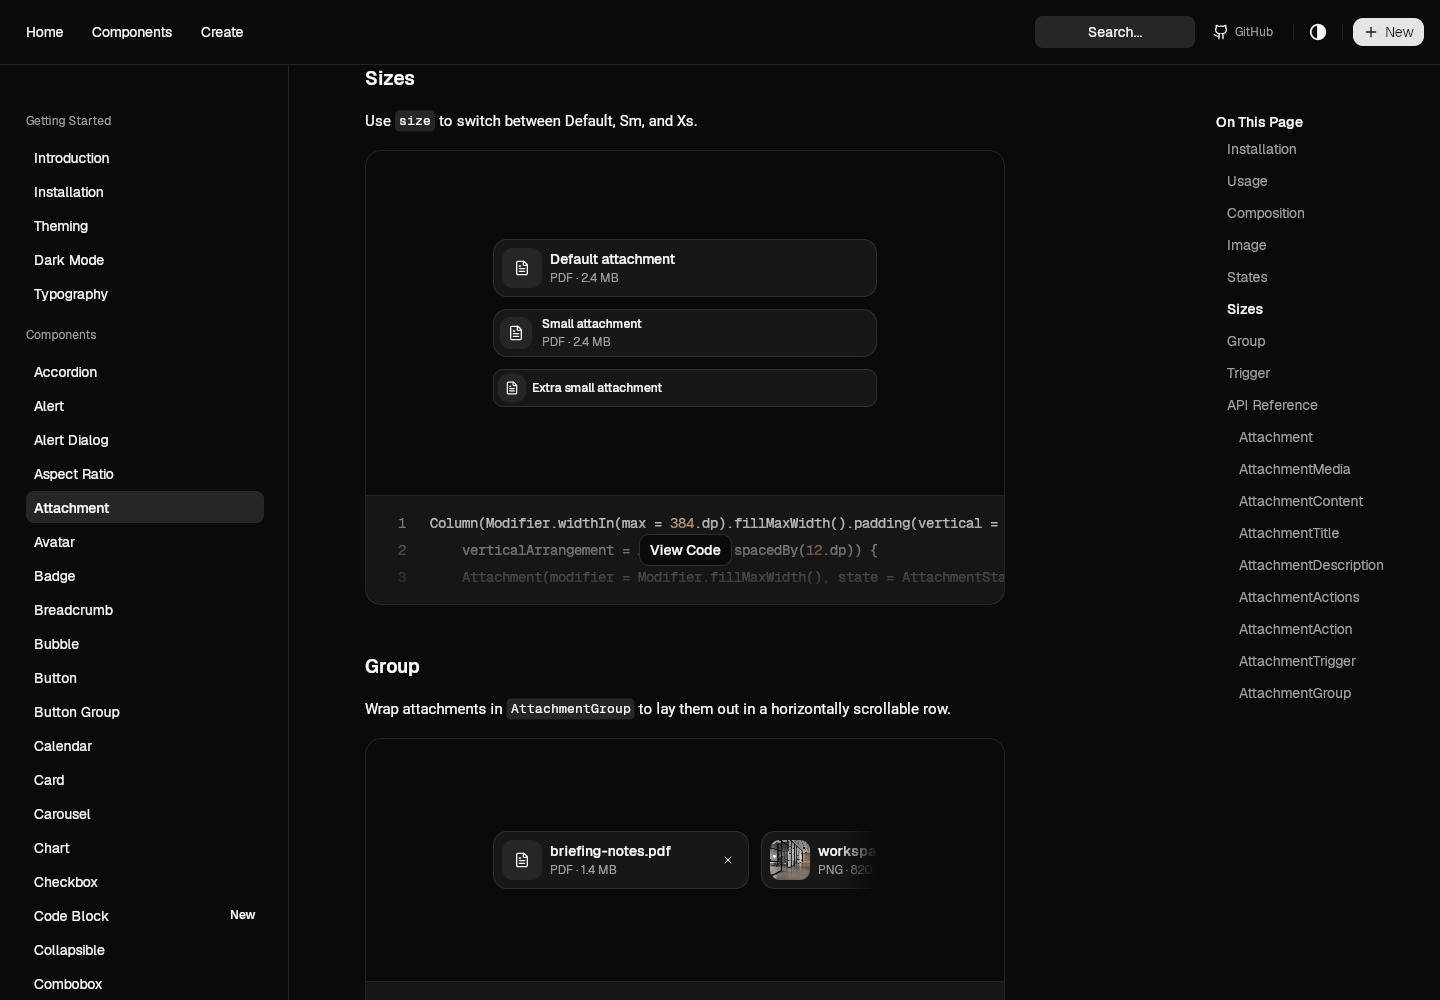 Home
Components
Create
Search...
GitHub
New
Getting Started
Introduction
Installation
Theming
Dark Mode
Typography
Components
Accordion
Alert
Alert Dialog
Aspect Ratio
Attachment
Avatar
Badge
Breadcrumb
Bubble
Button
Button Group
Calendar
Card
Carousel
Chart
Checkbox
Code Block New
Collapsible
Combobox
Sizes
Use size to switch between Default, Sm, and Xs.
Default attachment
PDF · 2.4 MB
Small attachment
PDF · 2.4 MB
Extra small attachment
1 Column(Modifier.widthIn(max = 384.dp).fillMaxWidth().padding(vertical =
2 verticalArrangement = spacedBy(12.dp)) {
View Code
3 Attachment(modifier = Modifier.fillMaxWidth(), state = AttachmentSta
Group
Wrap attachments in AttachmentGroup to lay them out in a horizontally scrollable row.
briefing-notes.pdf
PDF · 1.4 MB
workspa
PNG · 820
On This Page
Installation
Usage
Composition
Image
States
Sizes
Group
Trigger
API Reference
Attachment
AttachmentMedia
AttachmentContent
AttachmentTitle
AttachmentDescription
AttachmentActions
AttachmentAction
AttachmentTrigger
AttachmentGroup